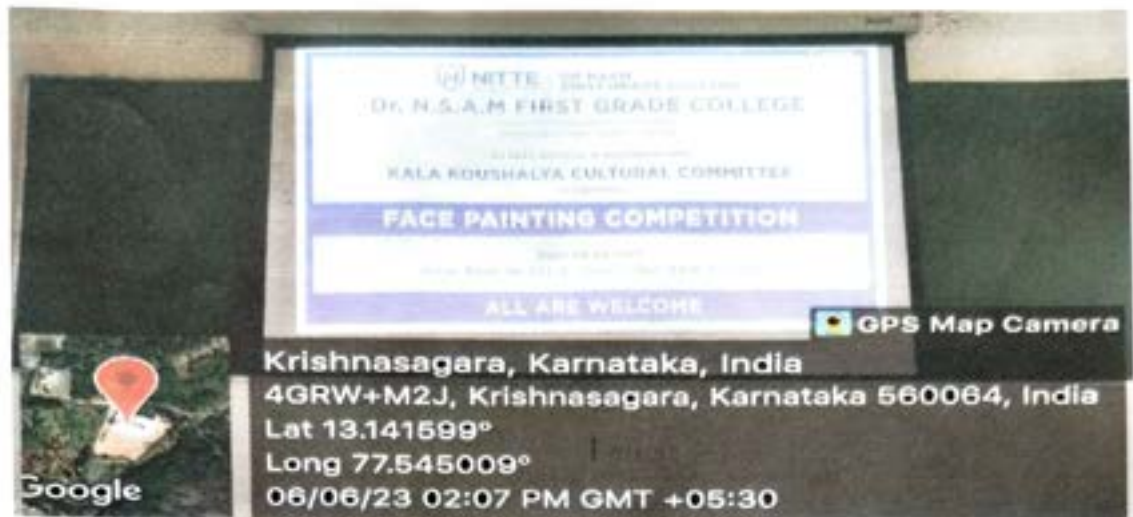 NITTE
Dr. N.S.A.M FIRST GRADE COLLEGE
KALA KOUSHALYA CULTURAL COMMITTEE
FACE PAINTING COMPETITION
ALL ARE WELCOME
GPS Map Camera
Krishnasagara, Karnataka, India
4GRW+M2J, Krishnasagara, Karnataka 560064, India
Lat 13.141599°
Long 77.545009°
06/06/23 02:07 PM GMT +05:30
Google